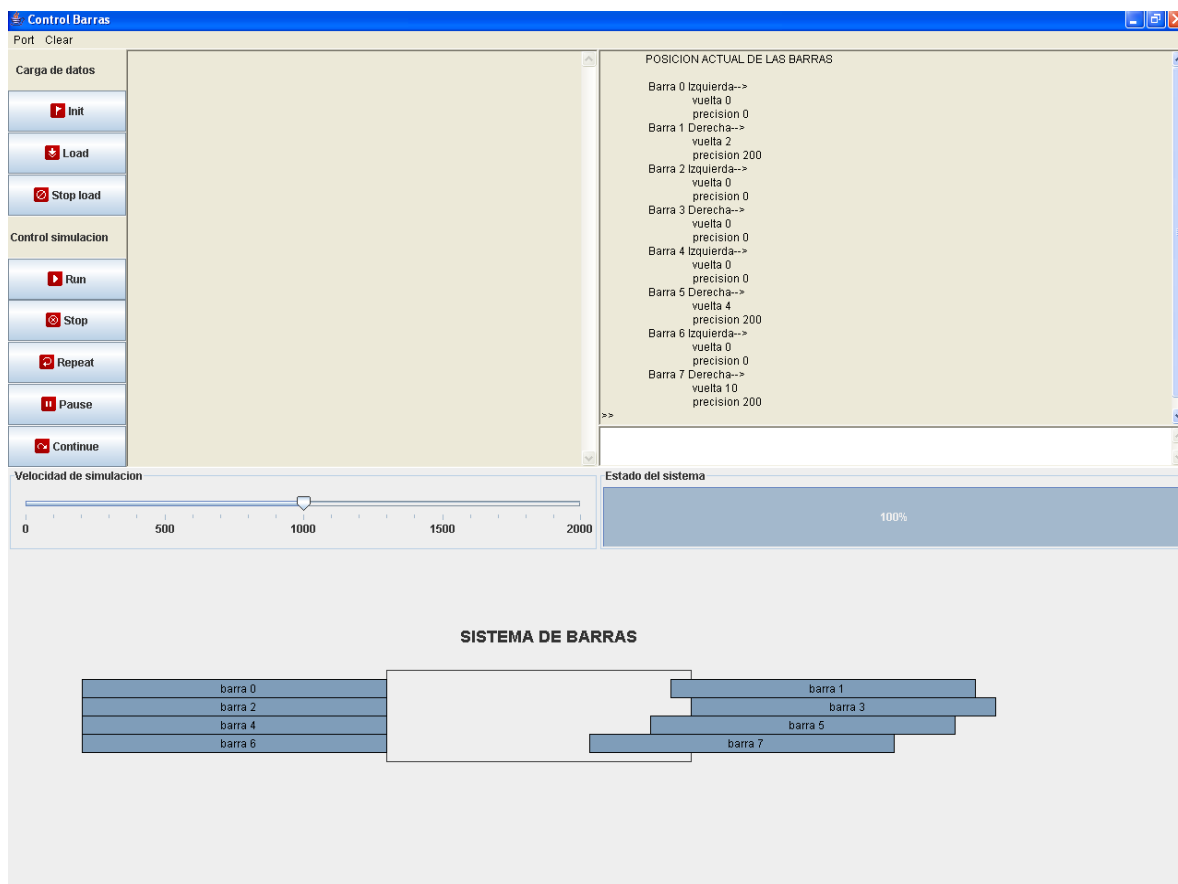 Control Barras
Port Clear
Carga de datos
Init
Load
Stop load
Control simulacion
Run
Stop
Repeat
Pause
Continue
POSICION ACTUAL DE LAS BARRAS
Barra 0 Izquierda-->
vuelta 0
precision 0
Barra 1 Derecha-->
vuelta 2
precision 200
Barra 2 Izquierda-->
vuelta 0
precision 0
Barra 3 Derecha-->
vuelta 0
precision 0
Barra 4 Izquierda-->
vuelta 0
precision 0
Barra 5 Derecha-->
vuelta 4
precision 200
Barra 6 Izquierda-->
vuelta 0
precision 0
Barra 7 Derecha-->
vuelta 10
precision 200
>>
Velocidad de simulacion
0 500 1000 1500 2000
Estado del sistema
100%
SISTEMA DE BARRAS
barra 0 barra 1
barra 2 barra 3
barra 4 barra 5
barra 6 barra 7